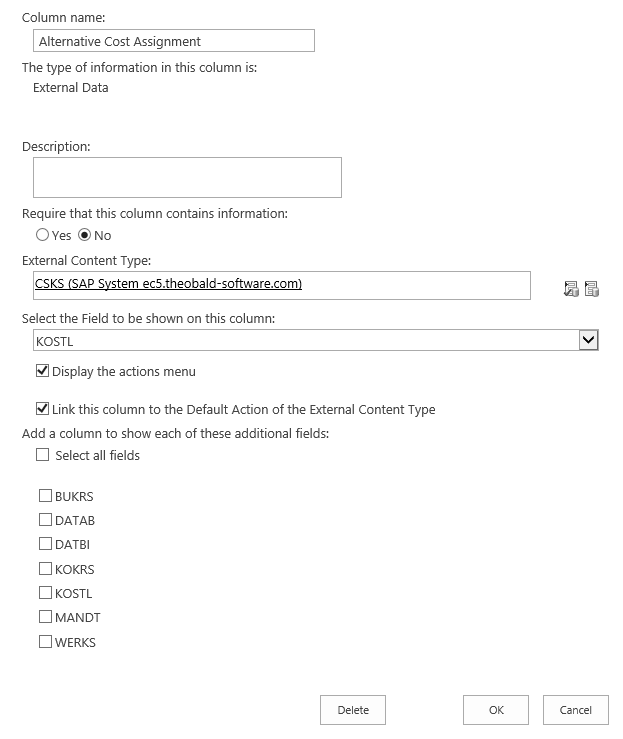 Column name:
Alternative Cost Assignment
The type of information in this column is:
External Data
Description:
Require that this column contains information:
Yes No
External Content Type:
CSKS (SAP System ec5.theobald-software.com)
Select the Field to be shown on this column:
KOSTL
Display the actions menu
Link this column to the Default Action of the External Content Type
Add a column to show each of these additional fields:
Select all fields
BUKRS
DATAB
DATBI
KOKRS
KOSTL
MANDT
WERKS
Delete OK Cancel